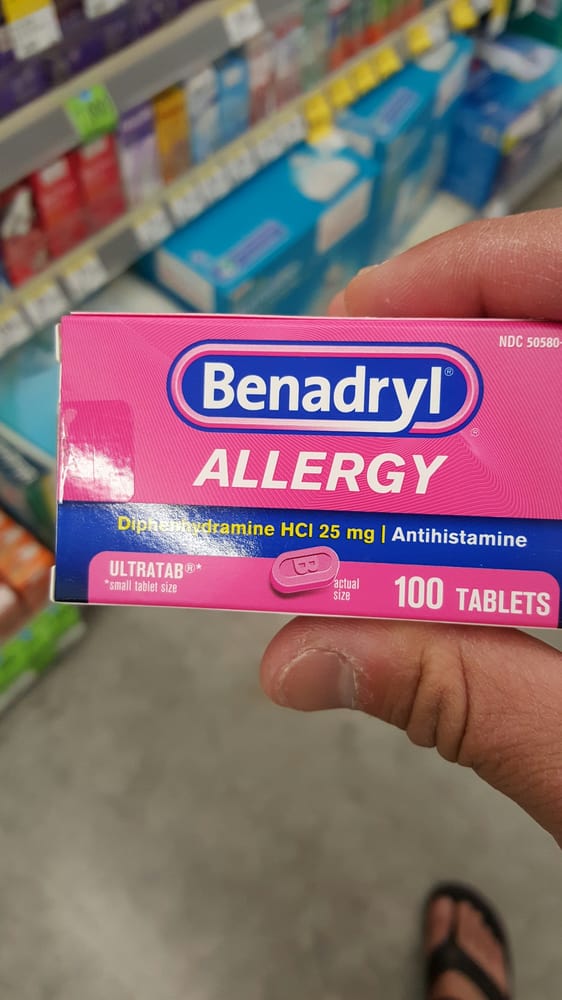 NDC 50580-
Benadryl®
®
ALLERGY
Diphenhydramine HCl 25 mg | Antihistamine
ULTRATAB®*
*small tablet size
actual
size
100 TABLETS